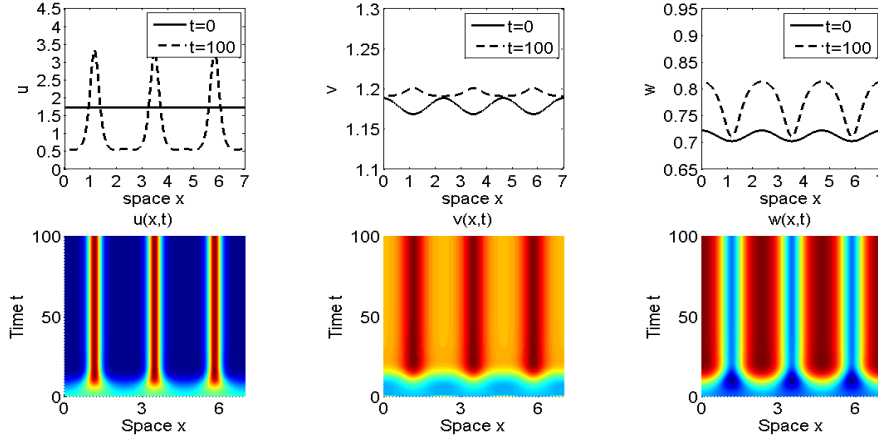 4.5
4
3.5
3
2.5
2
1.5
1
0.5
0
u
t=0
t=100
0 1 2 3 4 5 6 7
space x
1.3
1.25
1.2
1.15
1.1
v
t=0
t=100
0 1 2 3 4 5 6 7
space x
0.95
0.9
0.85
0.8
0.75
0.7
0.65
w
t=0
t=100
0 1 2 3 4 5 6 7
space x
u(x,t)
100
50
0
Time t
0 3 6
Space x
v(x,t)
100
50
0
Time t
0 3 6
Space x
w(x,t)
100
50
0
Time t
0 3 6
Space x